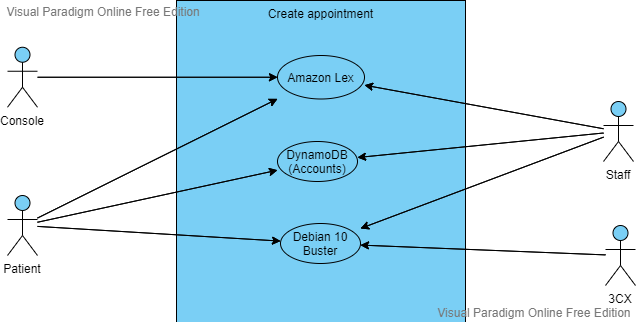 Visual Paradigm Online Free Edition
Create appointment
Amazon Lex
Console
DynamoDB
(Accounts)
Staff
Debian 10
Buster
Patient
3CX
Visual Paradigm Online Free Edition